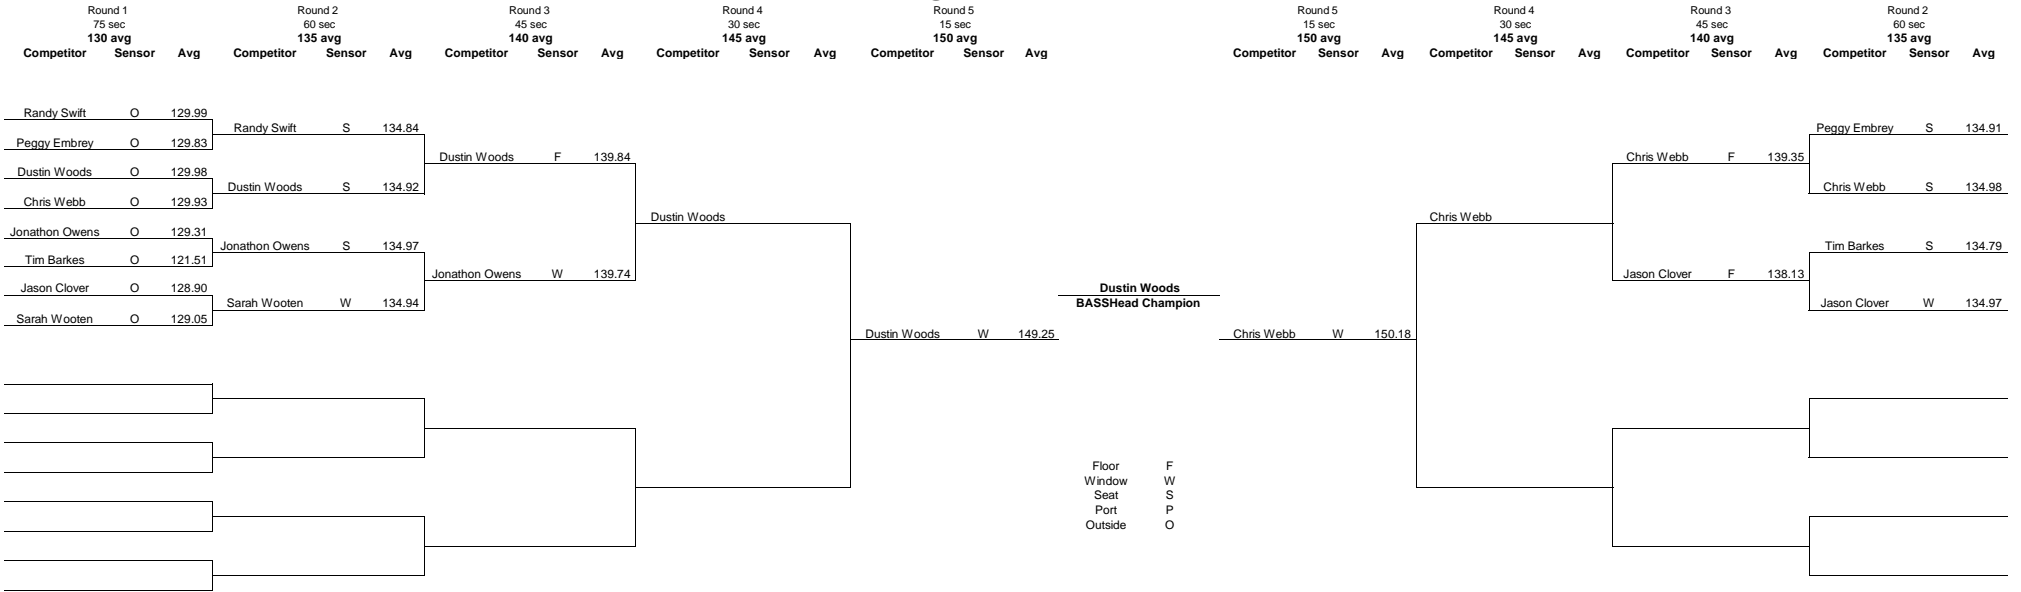 Round 1 Round 2 Round 3 Round 4 Round 5 Round 5 Round 4 Round 3 Round 2
75 sec 60 sec 45 sec 30 sec 15 sec 15 sec 30 sec 45 sec 60 sec
130 avg 135 avg 140 avg 145 avg 150 avg 150 avg 145 avg 140 avg 135 avg
Competitor Sensor Avg Competitor Sensor Avg Competitor Sensor Avg Competitor Sensor Avg Competitor Sensor Avg Competitor Sensor Avg Competitor Sensor Avg Competitor Sensor Avg Competitor Sensor Avg
Randy Swift O 129.99
Randy Swift S 134.84 Peggy Embrey S 134.91
Peggy Embrey O 129.83
Dustin Woods F 139.84 Chris Webb F 139.35
Dustin Woods O 129.98
Dustin Woods S 134.92 Chris Webb S 134.98
Chris Webb O 129.93
Dustin Woods Chris Webb
Jonathon Owens O 129.31
Jonathon Owens S 134.97 Tim Barkes S 134.79
Tim Barkes O 121.51
Jonathon Owens W 139.74 Jason Clover F 138.13
Jason Clover O 128.90 Dustin Woods
Sarah Wooten W 134.94 BASSHead Champion Jason Clover W 134.97
Sarah Wooten O 129.05
Dustin Woods W 149.25 Chris Webb W 150.18
Floor F
Window W
Seat S
Port P
Outside O